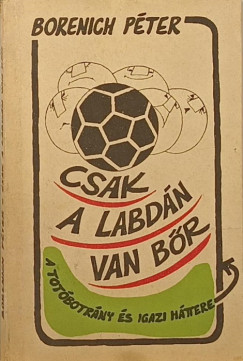 BORENICH PÉTER
CSAK
A LABDÁN
VAN BŐR
A TOTÓBOTRÁNY ÉS IGAZI HÁTTERE